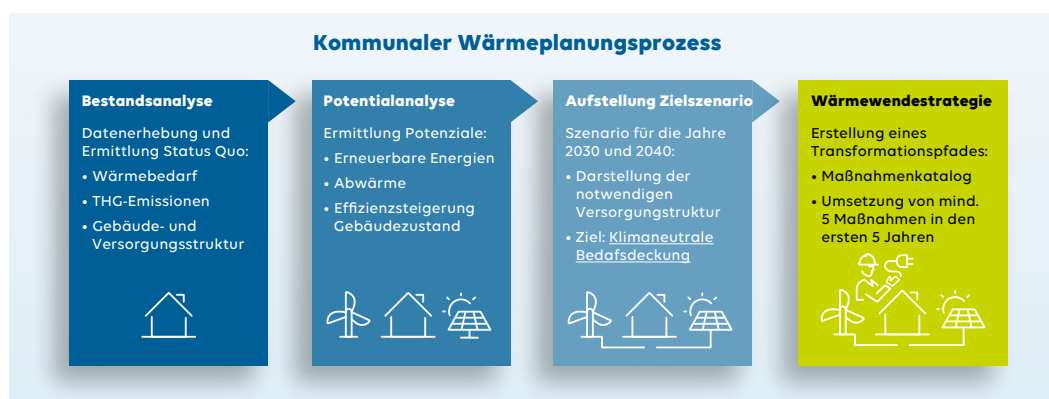 Kommunaler Wärmeplanungsprozess
Bestandsanalyse
Datenerhebung und
Ermittlung Status Quo:
• Wärmebedarf
• THG-Emissionen
• Gebäude- und
Versorgungsstruktur
Potentialanalyse
Ermittlung Potenziale:
• Erneuerbare Energien
• Abwärme
• Effizienzsteigerung
Gebäudezustand
Aufstellung Zielszenario
Szenario für die Jahre
2030 und 2040:
• Darstellung der
notwendigen
Versorgungstruktur
• Ziel: Klimaneutrale
Bedafsdeckung
Wärmewendestrategie
Erstellung eines
Transformationspfades:
• Maßnahmenkatalog
• Umsetzung von mind.
5 Maßnahmen in den
ersten 5 Jahren